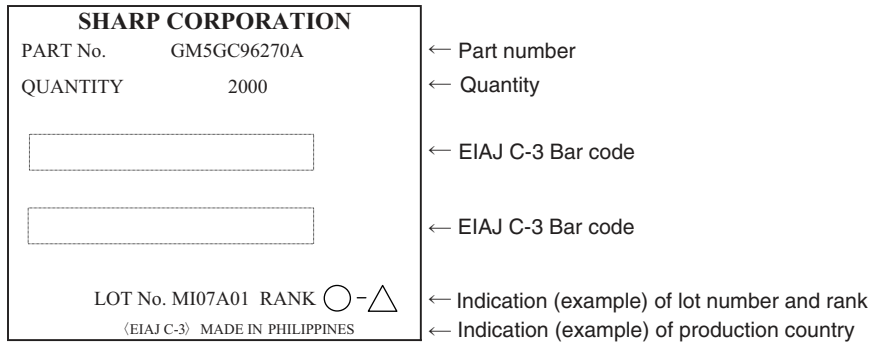 SHARP CORPORATION
PART No. GM5GC96270A ← Part number
QUANTITY 2000 ← Quantity
← EIAJ C-3 Bar code
← EIAJ C-3 Bar code
LOT No. MI07A01 RANK ○-△ ← Indication (example) of lot number and rank
〈EIAJ C-3〉 MADE IN PHILIPPINES ← Indication (example) of production country